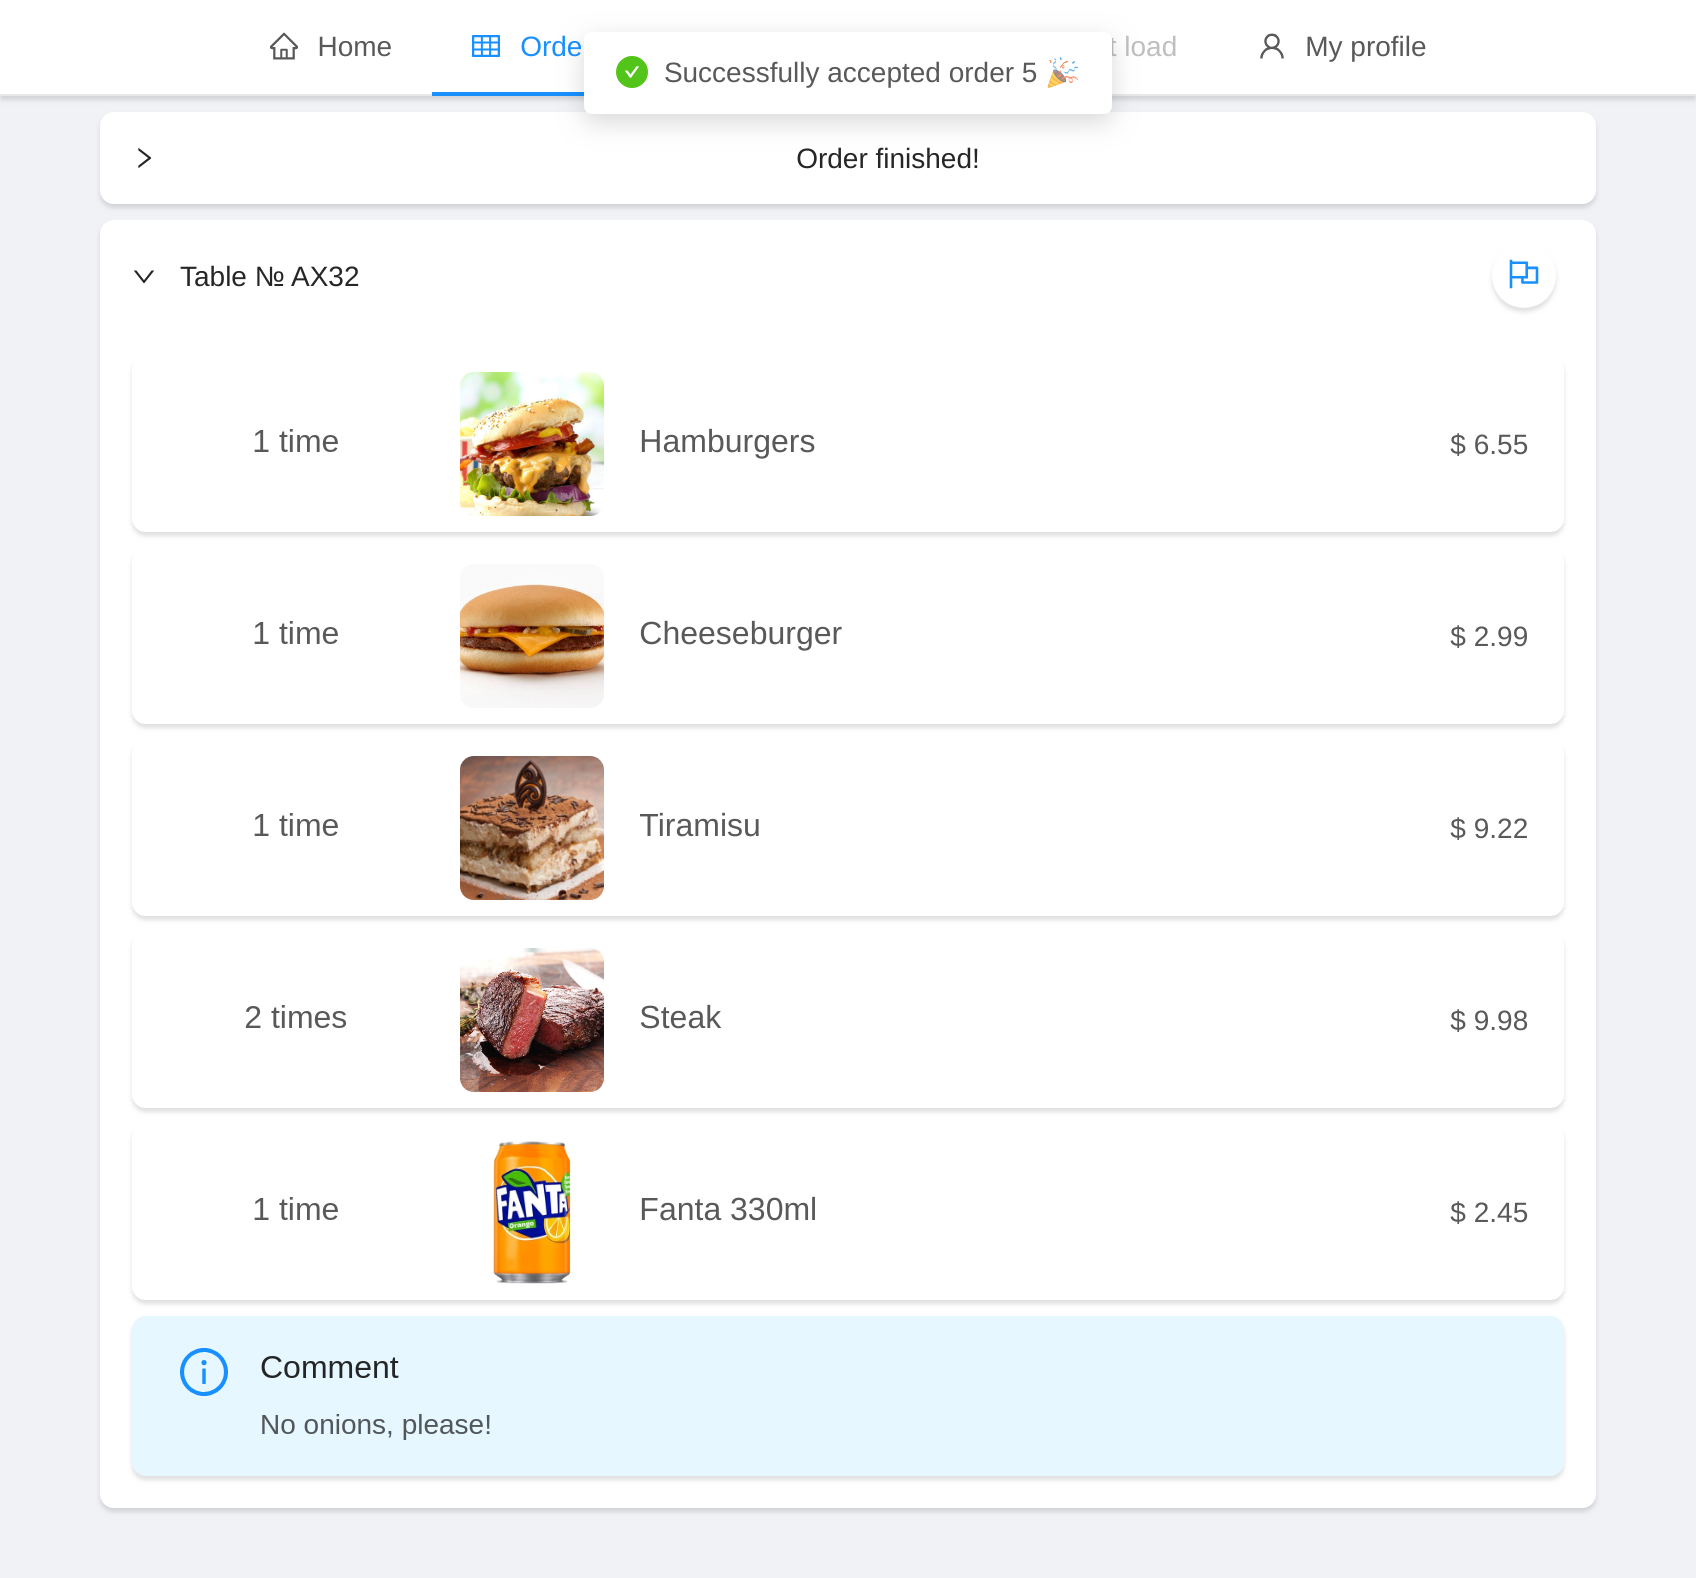 Home
Orde
Successfully accepted order 5 🎉
t load
My profile
Order finished!
Table № AX32
1 time
Hamburgers
$ 6.55
1 time
Cheeseburger
$ 2.99
1 time
Tiramisu
$ 9.22
2 times
Steak
$ 9.98
1 time
FANTA
Orange
Fanta 330ml
$ 2.45
Comment
No onions, please!